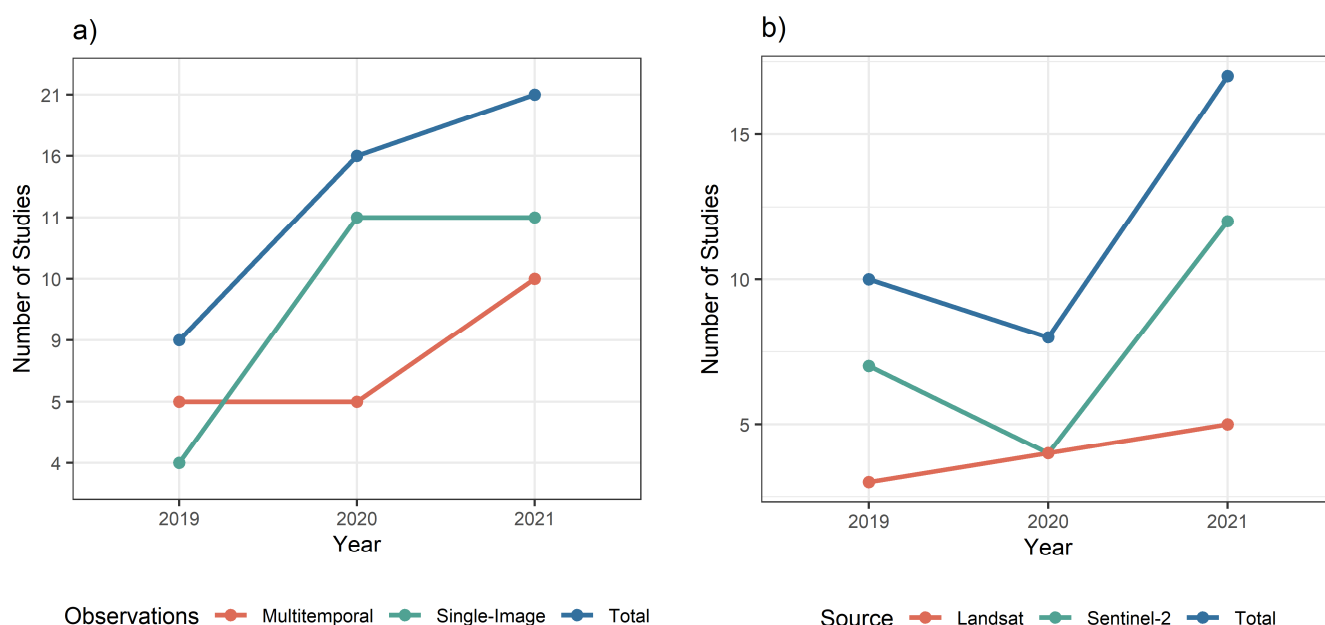 a)
21
16
11
10
9
5
4
Number of Studies
2019 2020 2021
Year
Observations Multitemporal Single-Image Total
b)
15
10
5
Number of Studies
2019 2020 2021
Year
Source Landsat Sentinel-2 Total